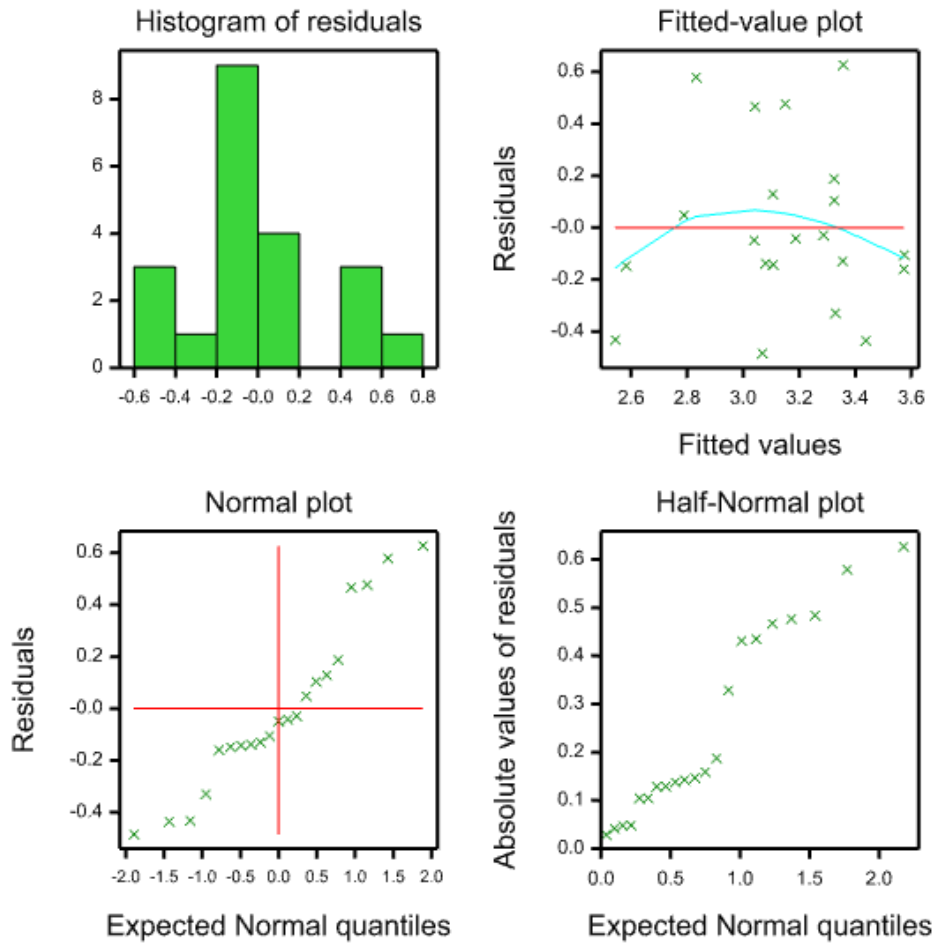 Histogram of residuals
8
6
4
2
0
-0.6 -0.4 -0.2 -0.0 0.2 0.4 0.6 0.8
Fitted-value plot
Residuals
0.6
0.4
0.2
-0.0
-0.2
-0.4
2.6 2.8 3.0 3.2 3.4 3.6
Fitted values
Normal plot
Residuals
0.6
0.4
0.2
-0.0
-0.2
-0.4
-2.0 -1.5 -1.0 -0.5 0.0 0.5 1.0 1.5 2.0
Expected Normal quantiles
Half-Normal plot
Absolute values of residuals
0.6
0.5
0.4
0.3
0.2
0.1
0.0
0.0 0.5 1.0 1.5 2.0
Expected Normal quantiles